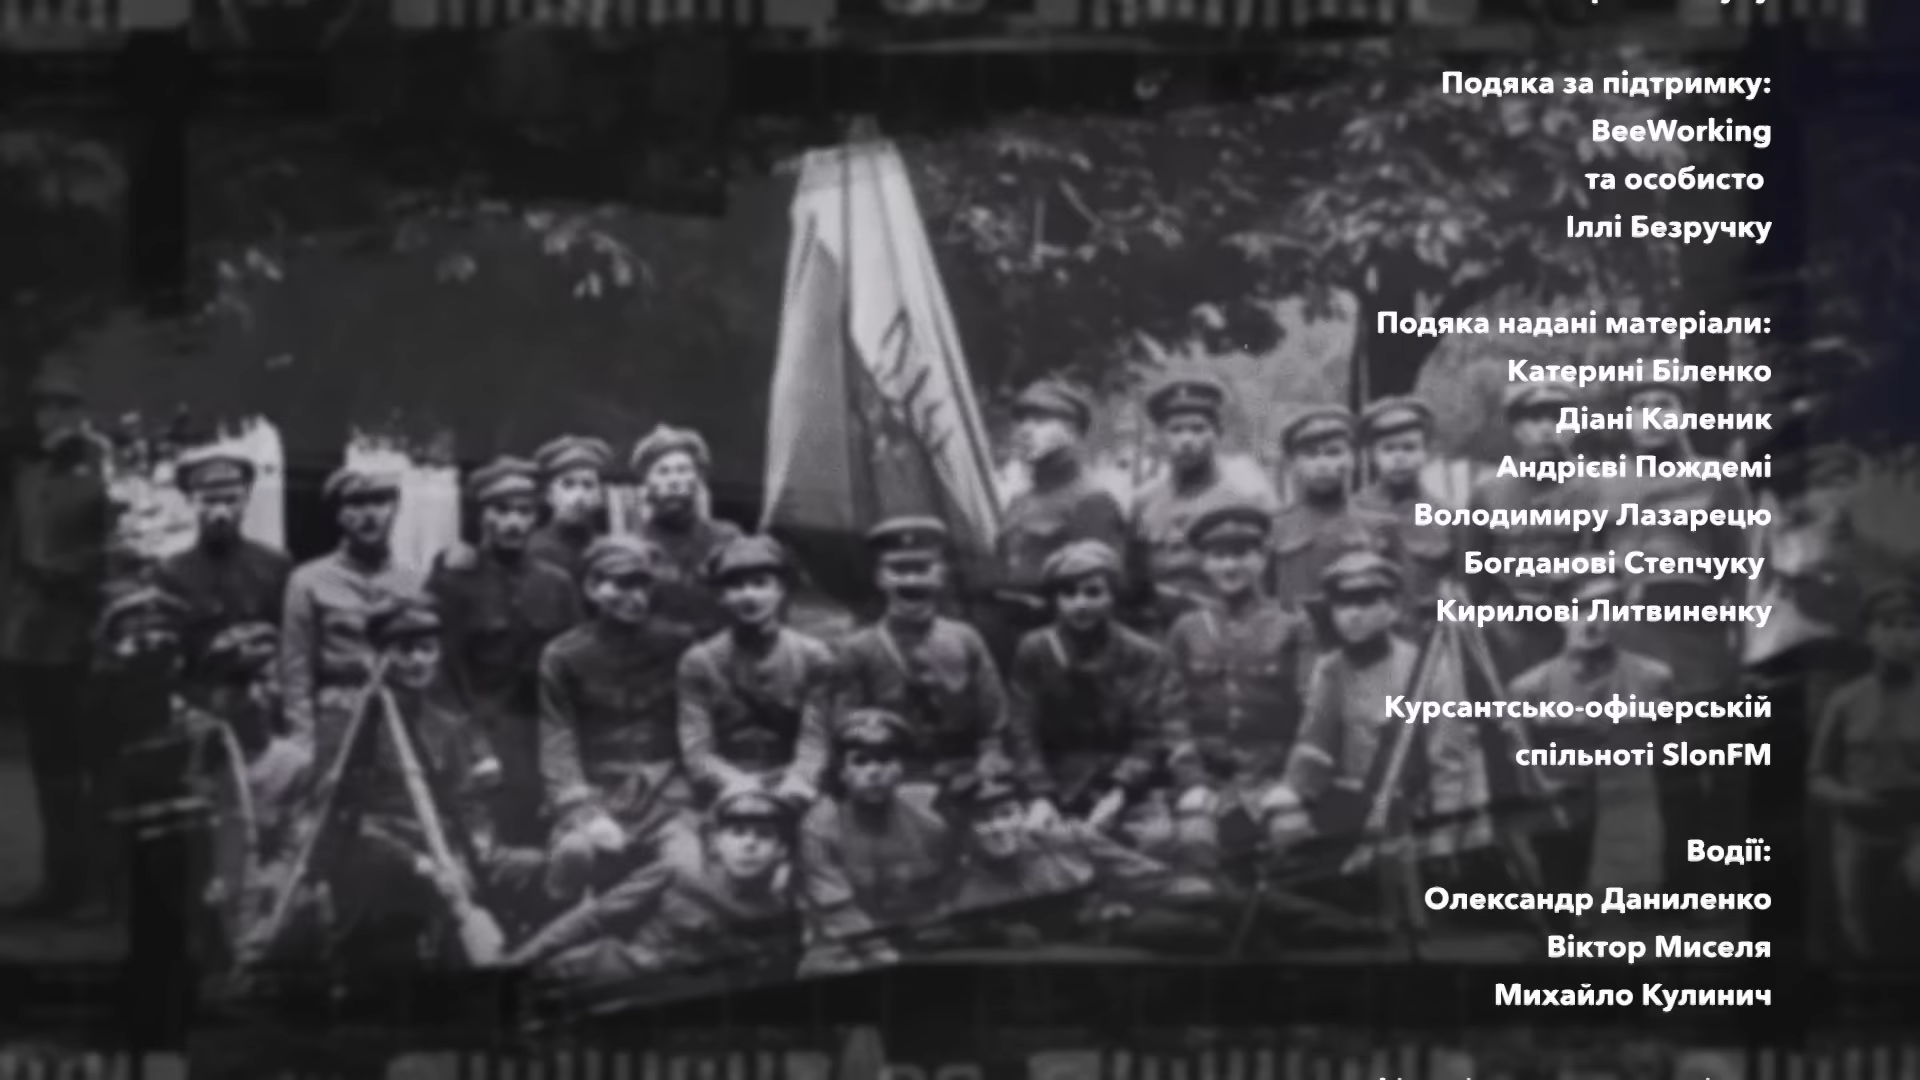 Подяка за підтримку:
BeeWorking
та особисто
Іллі Безручку
Подяка надані матеріали:
Катерині Біленко
Діані Каленик
Андрієві Пождемі
Володимиру Лазарецю
Богданові Степчуку
Кирилові Литвиненку
Курсантсько-офіцерській
спільноті SlonFM
Водії:
Олександр Даниленко
Віктор Миселя
Михайло Кулинич